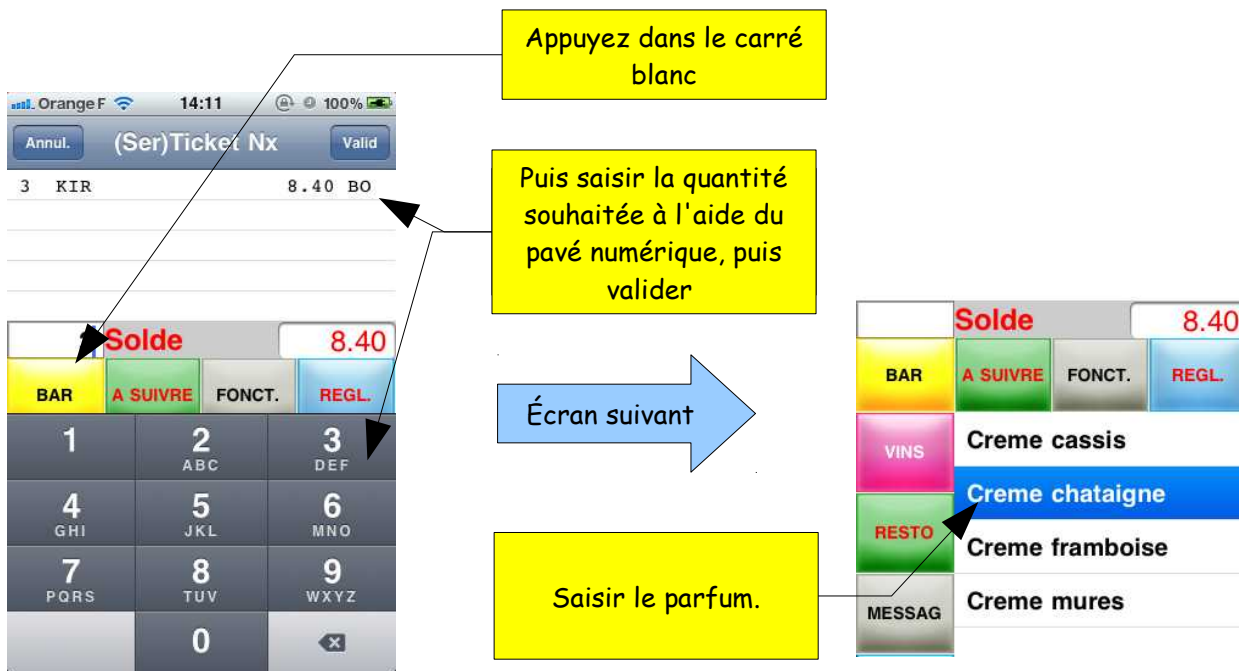 Appuyez dans le carré
blanc
Orange F 14:11 100%
Annul. (Ser)Ticket Nx Valid
3 KIR 8.40 BO
Puis saisir la quantité
souhaitée à l'aide du
pavé numérique, puis
valider
Solde 8.40
BAR A SUIVRE FONCT. REGL.
1 2 3
ABC DEF
4 5 6
GHI JKL MNO
7 8 9
PQRS TUV WXYZ
0
Écran suivant
Saisir le parfum.
Solde 8.40
BAR A SUIVRE FONCT. REGL.
VINS Creme cassis
Creme chataigne
RESTO
Creme framboise
MESSAG Creme mures